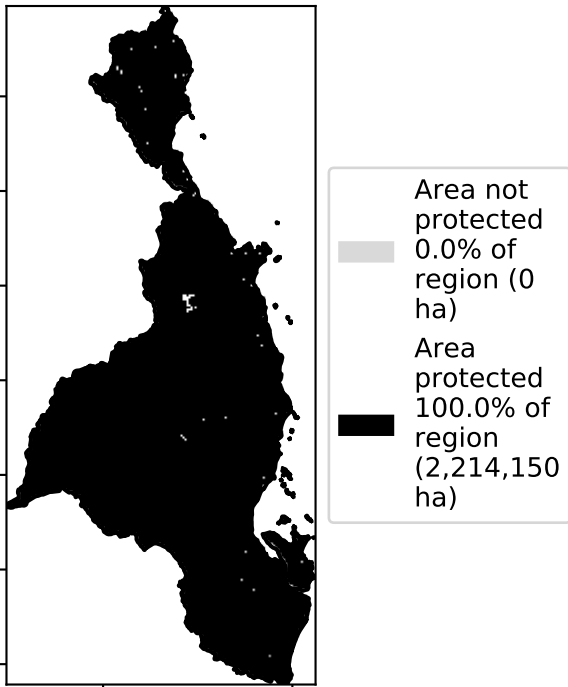 Area not
protected
0.0% of
region (0
ha)
Area
protected
100.0% of
region
(2,214,150
ha)